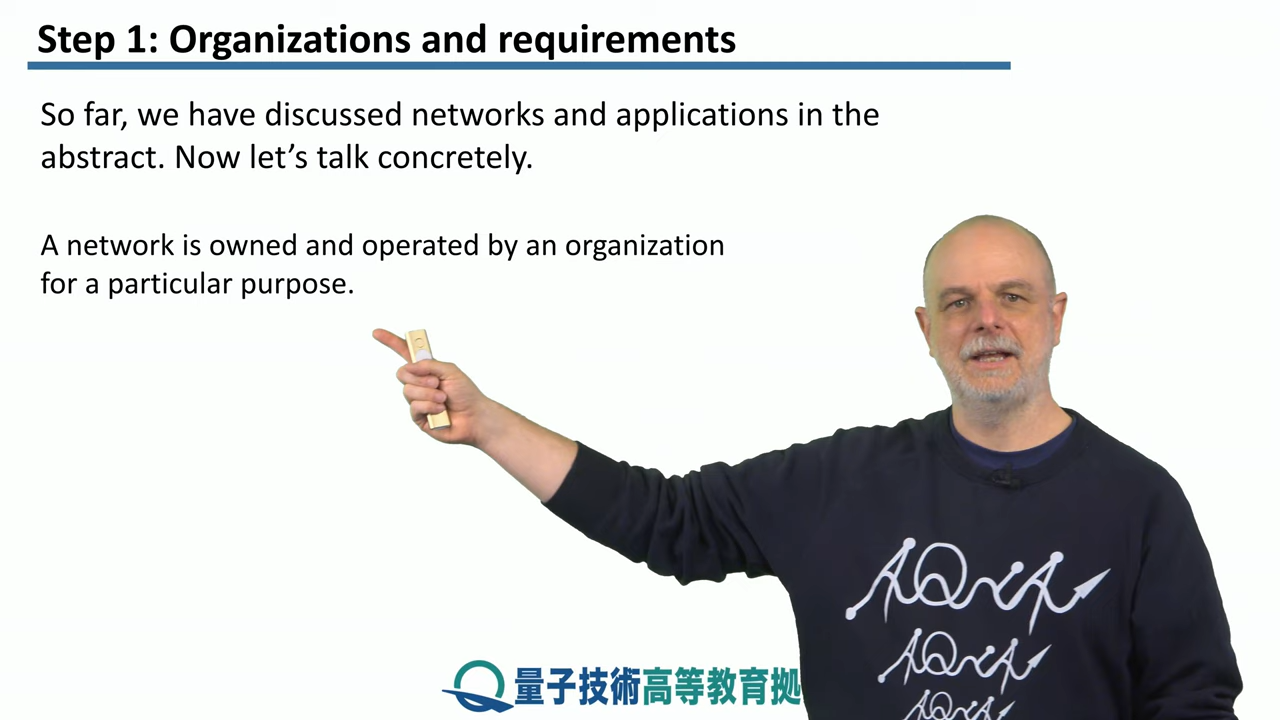 Step 1: Organizations and requirements
So far, we have discussed networks and applications in the
abstract. Now let’s talk concretely.
A network is owned and operated by an organization
for a particular purpose.
AQUA
AQUA
量子技術高等教育拠